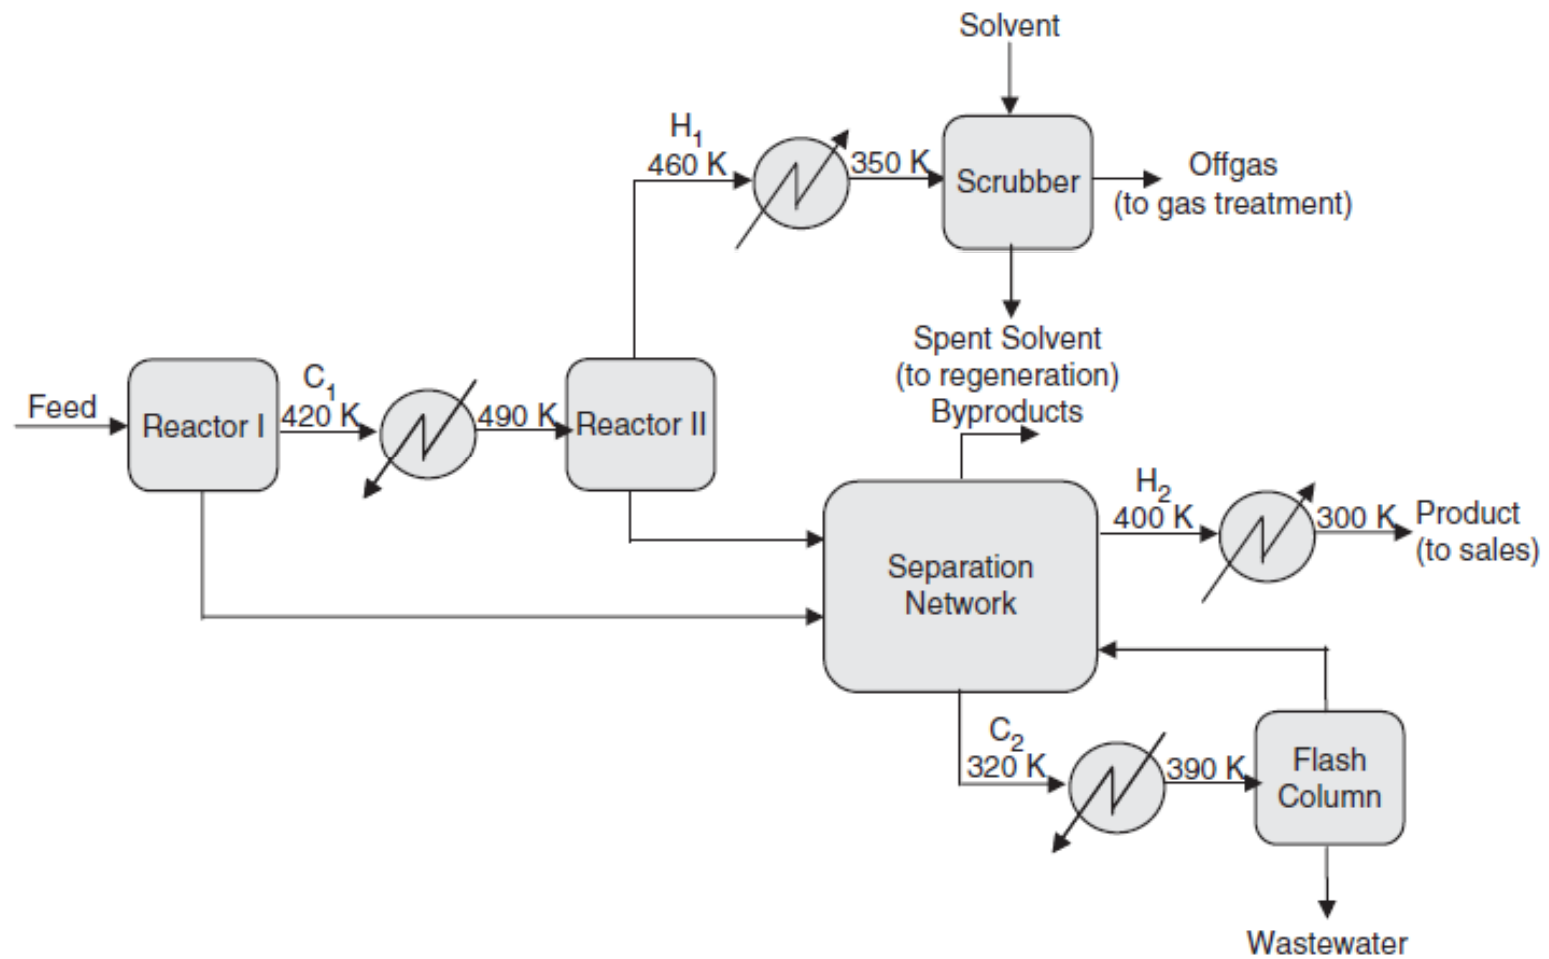 Solvent
H1
460 K
350 K
Scrubber
Offgas
(to gas treatment)
Spent Solvent
(to regeneration)
Byproducts
Feed
Reactor I
C1
420 K
490 K
Reactor II
Separation
Network
H2
400 K
300 K
Product
(to sales)
C2
320 K
390 K
Flash
Column
Wastewater